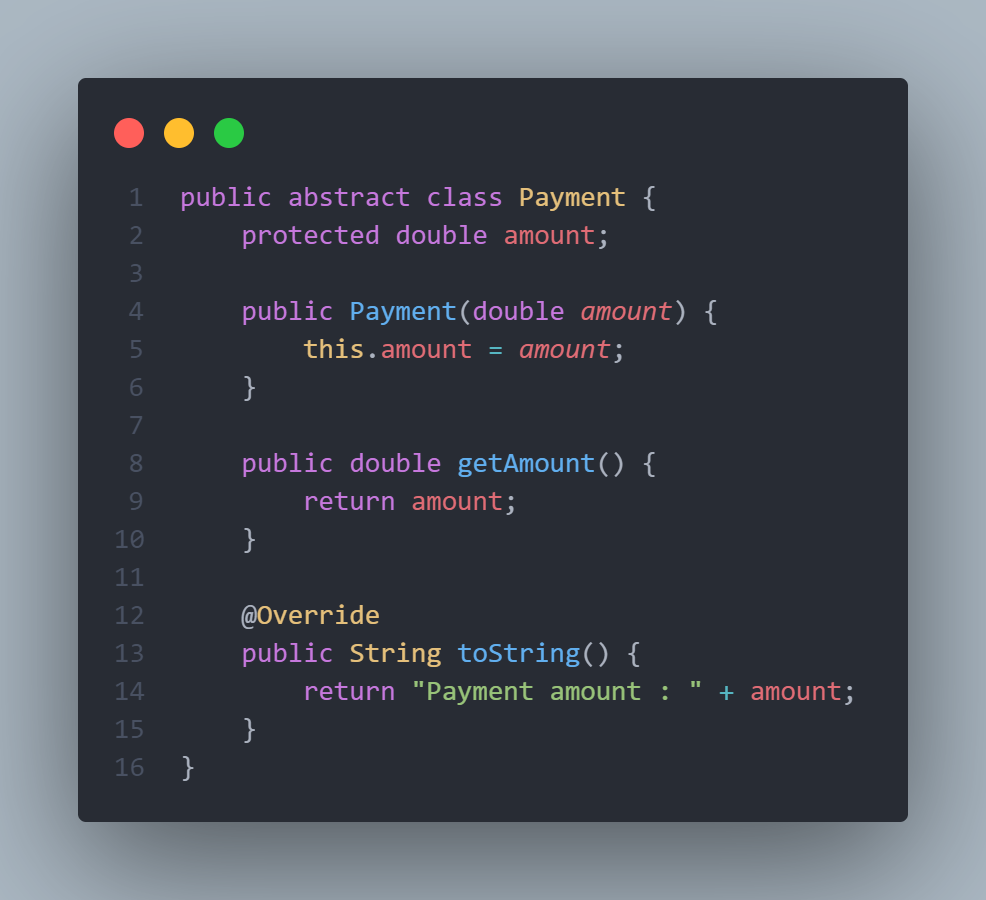 1 public abstract class Payment {
2     protected double amount;
3
4     public Payment(double amount) {
5         this.amount = amount;
6     }
7
8     public double getAmount() {
9         return amount;
10     }
11
12     @Override
13     public String toString() {
14         return "Payment amount : " + amount;
15     }
16 }